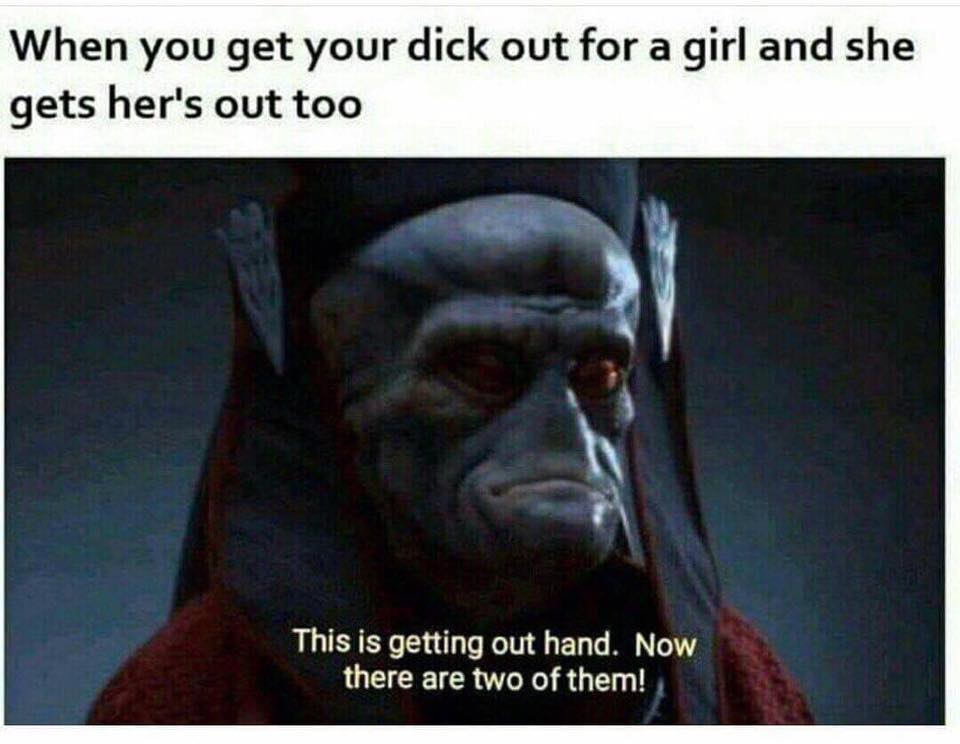 When you get your dick out for a girl and she
gets her's out too
This is getting out hand. Now
there are two of them!